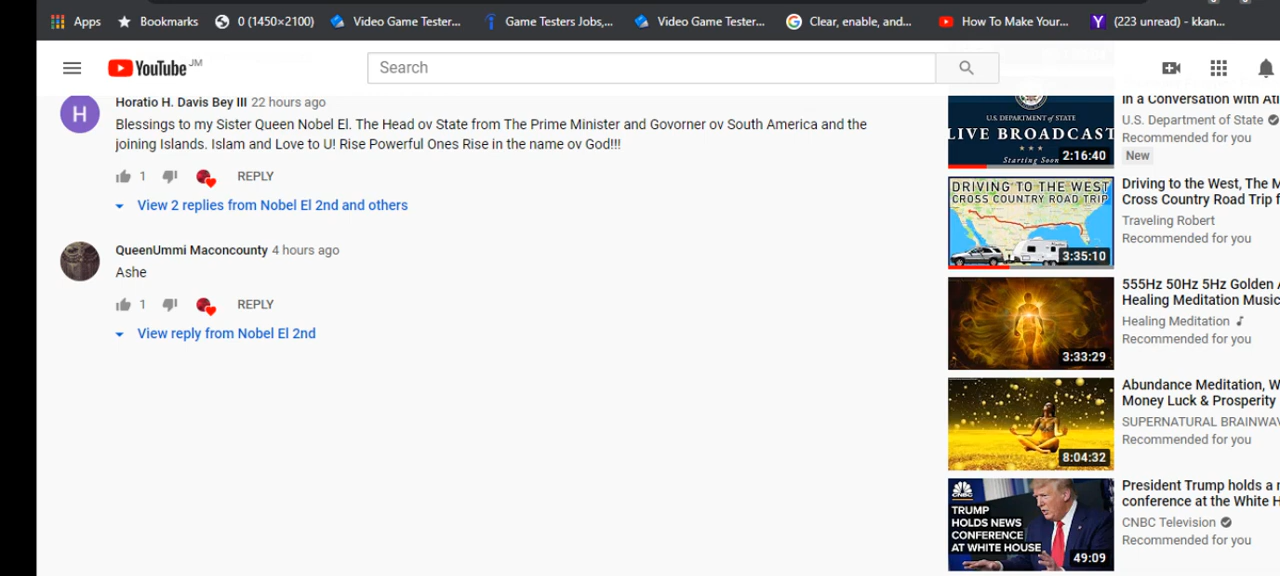 Apps
Bookmarks
0 (1450×2100)
Video Game Tester...
Game Testers Jobs,...
Video Game Tester...
Clear, enable, and...
How To Make Your...
(223 unread) - kkan...
YouTube JM
Search
Horatio H. Davis Bey III 22 hours ago
Blessings to my Sister Queen Nobel El. The Head ov State from The Prime Minister and Govorner ov South America and the
joining Islands. Islam and Love to U! Rise Powerful Ones Rise in the name ov God!!!
1 REPLY
View 2 replies from Nobel El 2nd and others
QueenUmmi Maconcounty 4 hours ago
Ashe
1 REPLY
View reply from Nobel El 2nd
U.S. DEPARTMENT of STATE
LIVE BROADCAST
Starting Soon
2:16:40
In a Conversation with Atl
U.S. Department of State
Recommended for you
New
DRIVING TO THE WEST
CROSS COUNTRY ROAD TRIP
3:35:10
Driving to the West, The M
Cross Country Road Trip f
Traveling Robert
Recommended for you
3:33:29
555Hz 50Hz 5Hz Golden A
Healing Meditation Music
Healing Meditation
Recommended for you
8:04:32
Abundance Meditation, W
Money Luck & Prosperity
SUPERNATURAL BRAINWAV
Recommended for you
CNBC
TRUMP
HOLDS NEWS
CONFERENCE
AT WHITE HOUSE
49:09
President Trump holds a n
conference at the White H
CNBC Television
Recommended for you